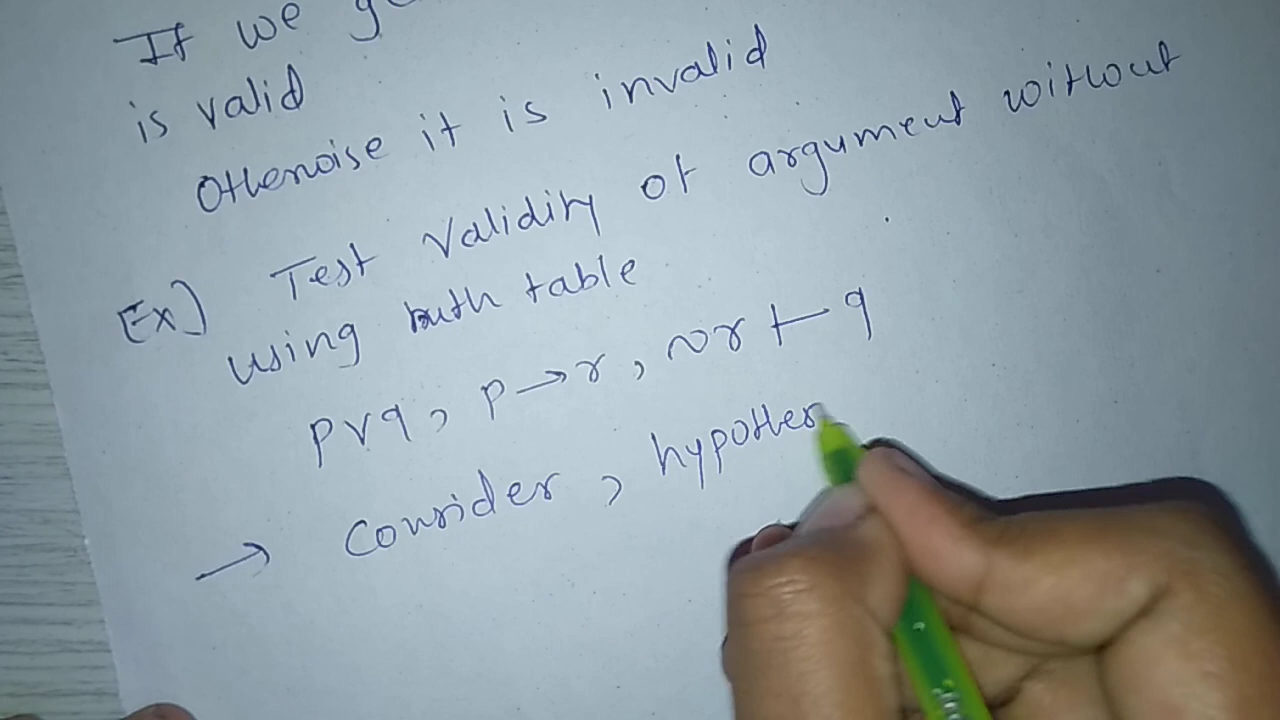 If we g
is valid
Otherwise it is invalid
Ex) Test Validity of argument without
using truth table
p∨q, p→r, ~r ⊢ q
→ Consider, hypothes